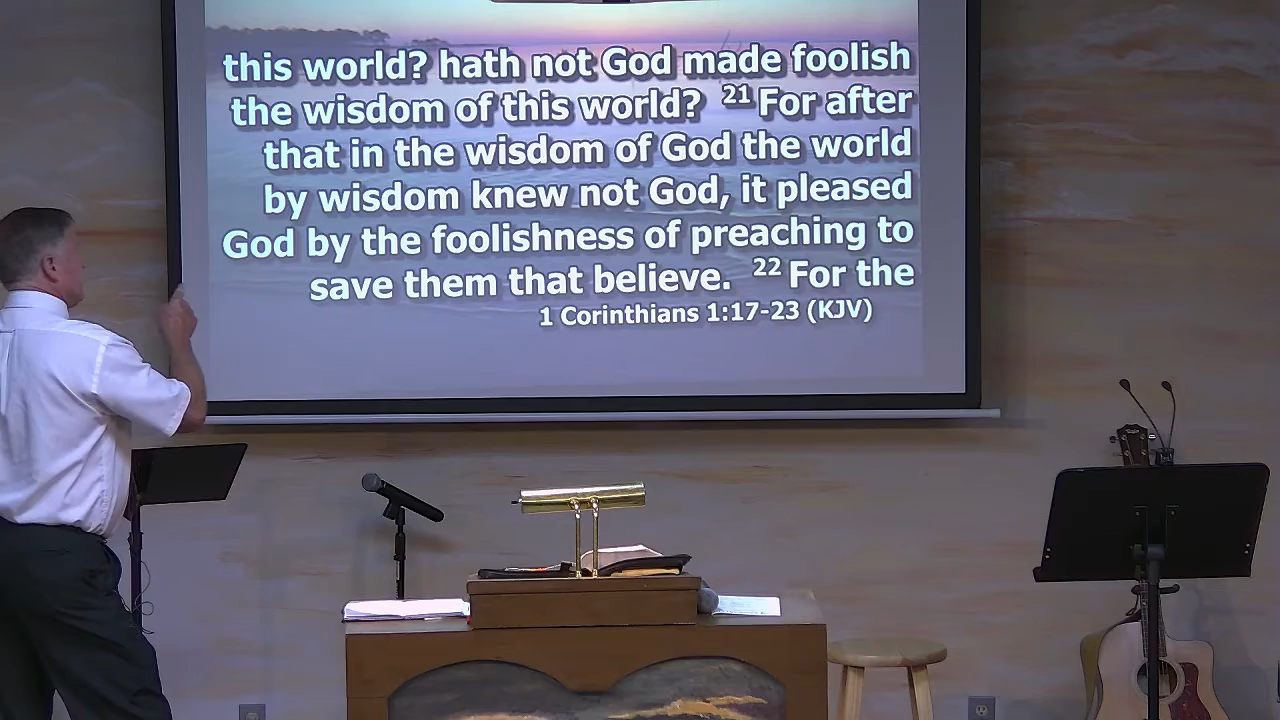 this world? hath not God made foolish
the wisdom of this world? 21 For after
that in the wisdom of God the world
by wisdom knew not God, it pleased
God by the foolishness of preaching to
save them that believe. 22 For the
1 Corinthians 1:17-23 (KJV)